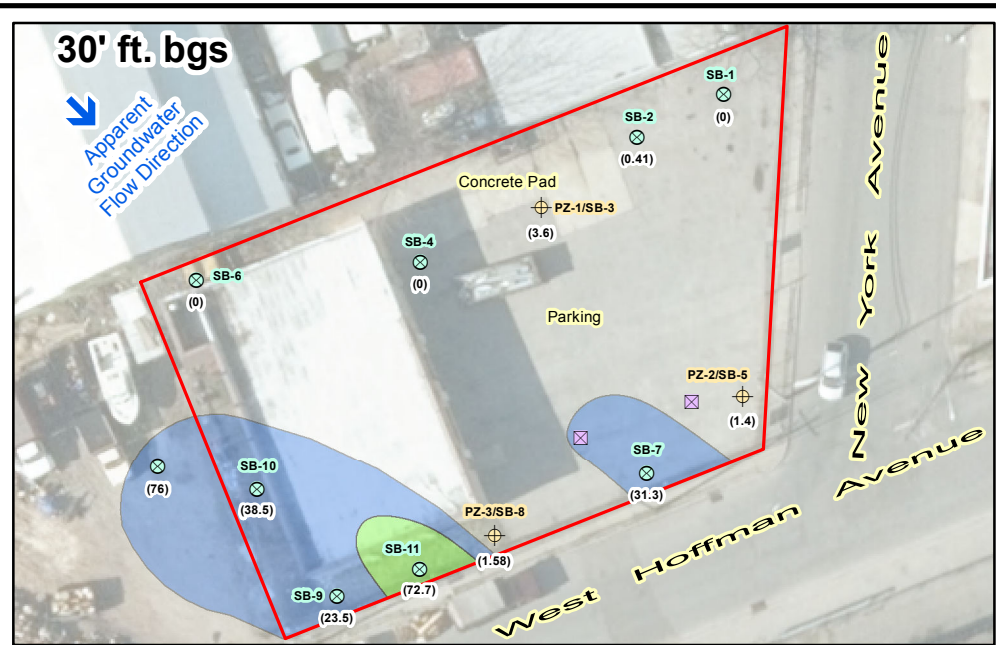 30' ft. bgs
Apparent
Groundwater
Flow Direction
SB-1
(0)
SB-2
(0.41)
Concrete Pad
PZ-1/SB-3
(3.6)
SB-4
(0)
SB-6
(0)
Parking
PZ-2/SB-5
(1.4)
SB-7
(31.3)
(76)
SB-10
(38.5)
PZ-3/SB-8
(1.58)
SB-11
(72.7)
SB-9
(23.5)
New York Avenue
West Hoffman Avenue